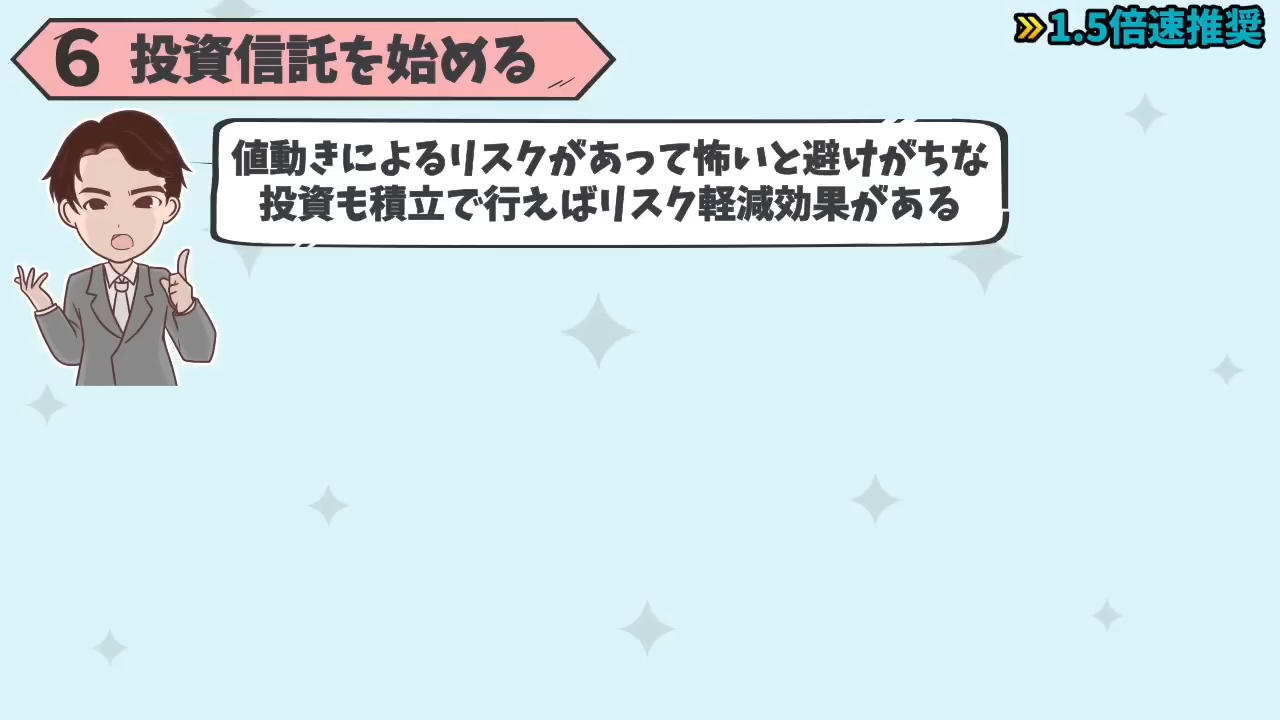 6 投資信託を始める
1.5倍速推奨
値動きによるリスクがあって怖いと避けがちな
投資も積立で行えばリスク軽減効果がある